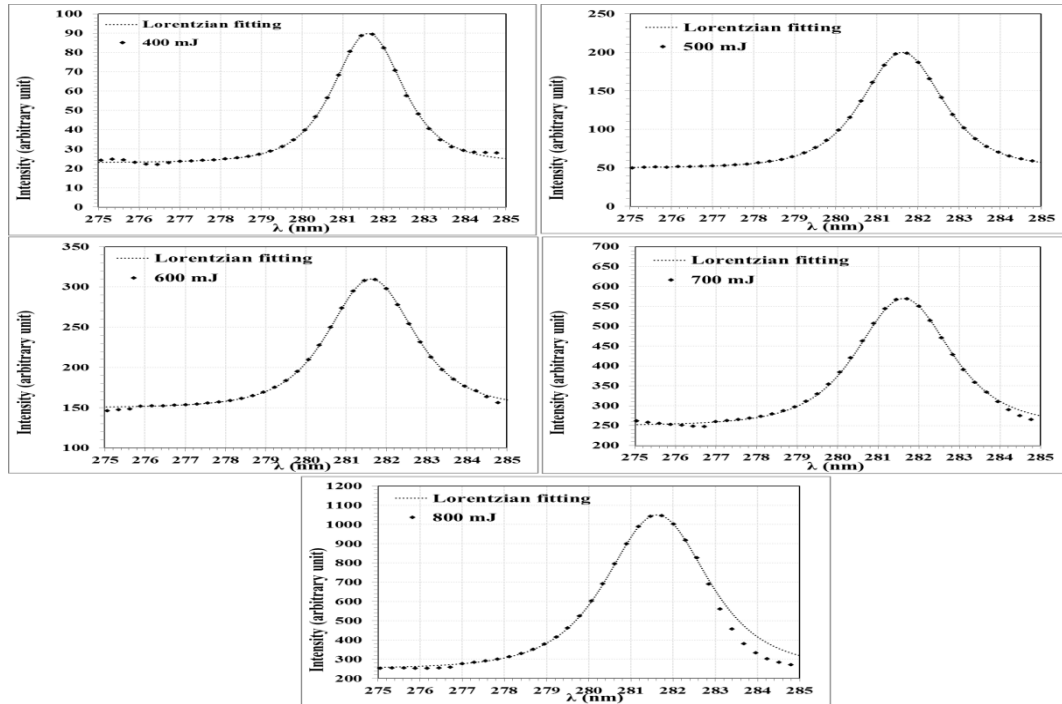 Lorentzian fitting
400 mJ
Intensity (arbitrary unit)
100
90
80
70
60
50
40
30
20
10
0
275 276 277 278 279 280 281 282 283 284 285
λ (nm)
Lorentzian fitting
500 mJ
Intensity (arbitrary unit)
250
200
150
100
50
0
275 276 277 278 279 280 281 282 283 284 285
λ (nm)
Lorentzian fitting
600 mJ
Intensity (arbitrary unit)
350
300
250
200
150
100
275 276 277 278 279 280 281 282 283 284 285
λ (nm)
Lorentzian fitting
700 mJ
Intensity (arbitrary unit)
700
650
600
550
500
450
400
350
300
250
200
275 276 277 278 279 280 281 282 283 284 285
λ (nm)
Lorentzian fitting
800 mJ
Intensity (arbitrary unit)
1200
1100
1000
900
800
700
600
500
400
300
200
275 276 277 278 279 280 281 282 283 284 285
λ (nm)